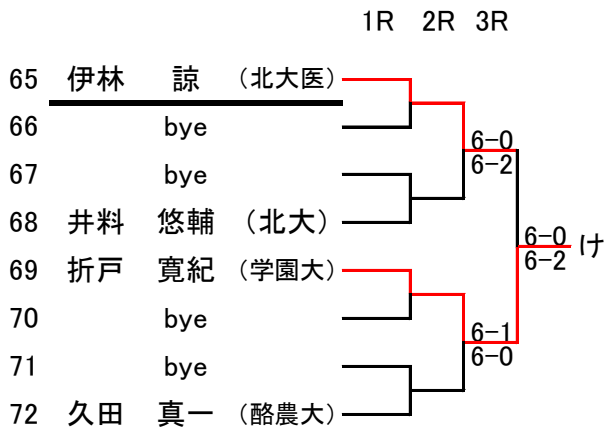 1R 2R 3R
65 伊林 諒 (北大医)
66 bye
6-0
67 bye
6-2
68 井料 悠輔 (北大)
6-0 け
6-2
69 折戸 寛紀 (学園大)
70 bye
6-1
71 bye
6-0
72 久田 真一 (酪農大)